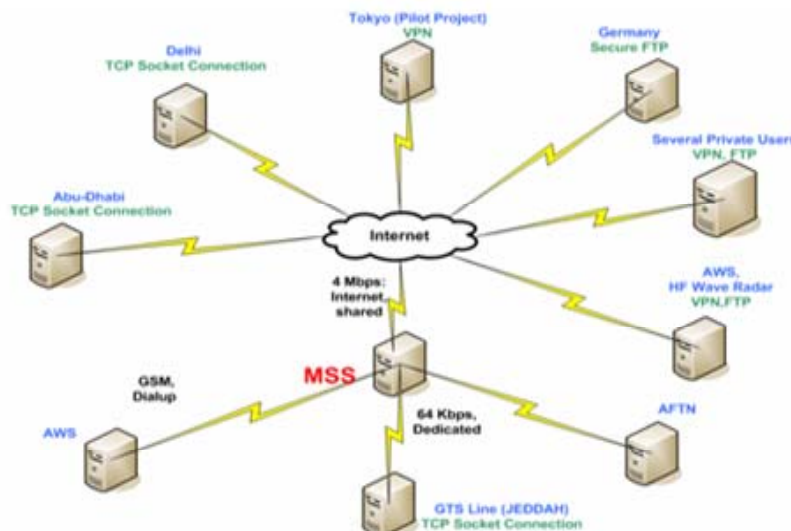 Tokyo (Pilot Project)
VPN
Delhi
TCP Socket Connection
Germany
Secure FTP
Several Private Users
VPN, FTP
Abu-Dhabi
TCP Socket Connection
Internet
4 Mbps:
Internet,
shared
AWS,
HF Wave Radar
VPN,FTP
MSS
GSM,
Dialup
64 Kbps,
Dedicated
AWS
AFTN
GTS Line (JEDDAH)
TCP Socket Connection